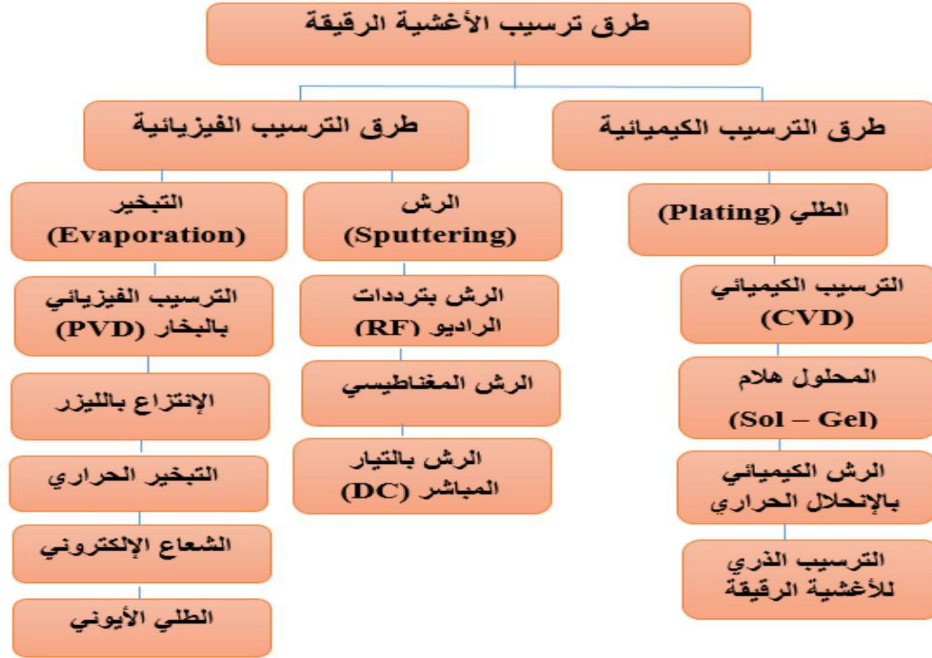 طرق ترسيب الأغشية الرقيقة
طرق الترسيب الكيميائية
طرق الترسيب الفيزيائية
الطلي (Plating)
الترسيب الكيميائي
(CVD)
المحلول هلام
(Sol – Gel)
الرش الكيميائي
بالإنحلال الحراري
الترسيب الذري
للأغشية الرقيقة
الرش
(Sputtering)
الرش بترددات
الراديو (RF)
الرش المغناطيسي
الرش بالتيار
المباشر (DC)
التبخير
(Evaporation)
الترسيب الفيزيائي
بالبخار (PVD)
الإنتزاع بالليزر
التبخير الحراري
الشعاع الإلكتروني
الطلي الأيوني